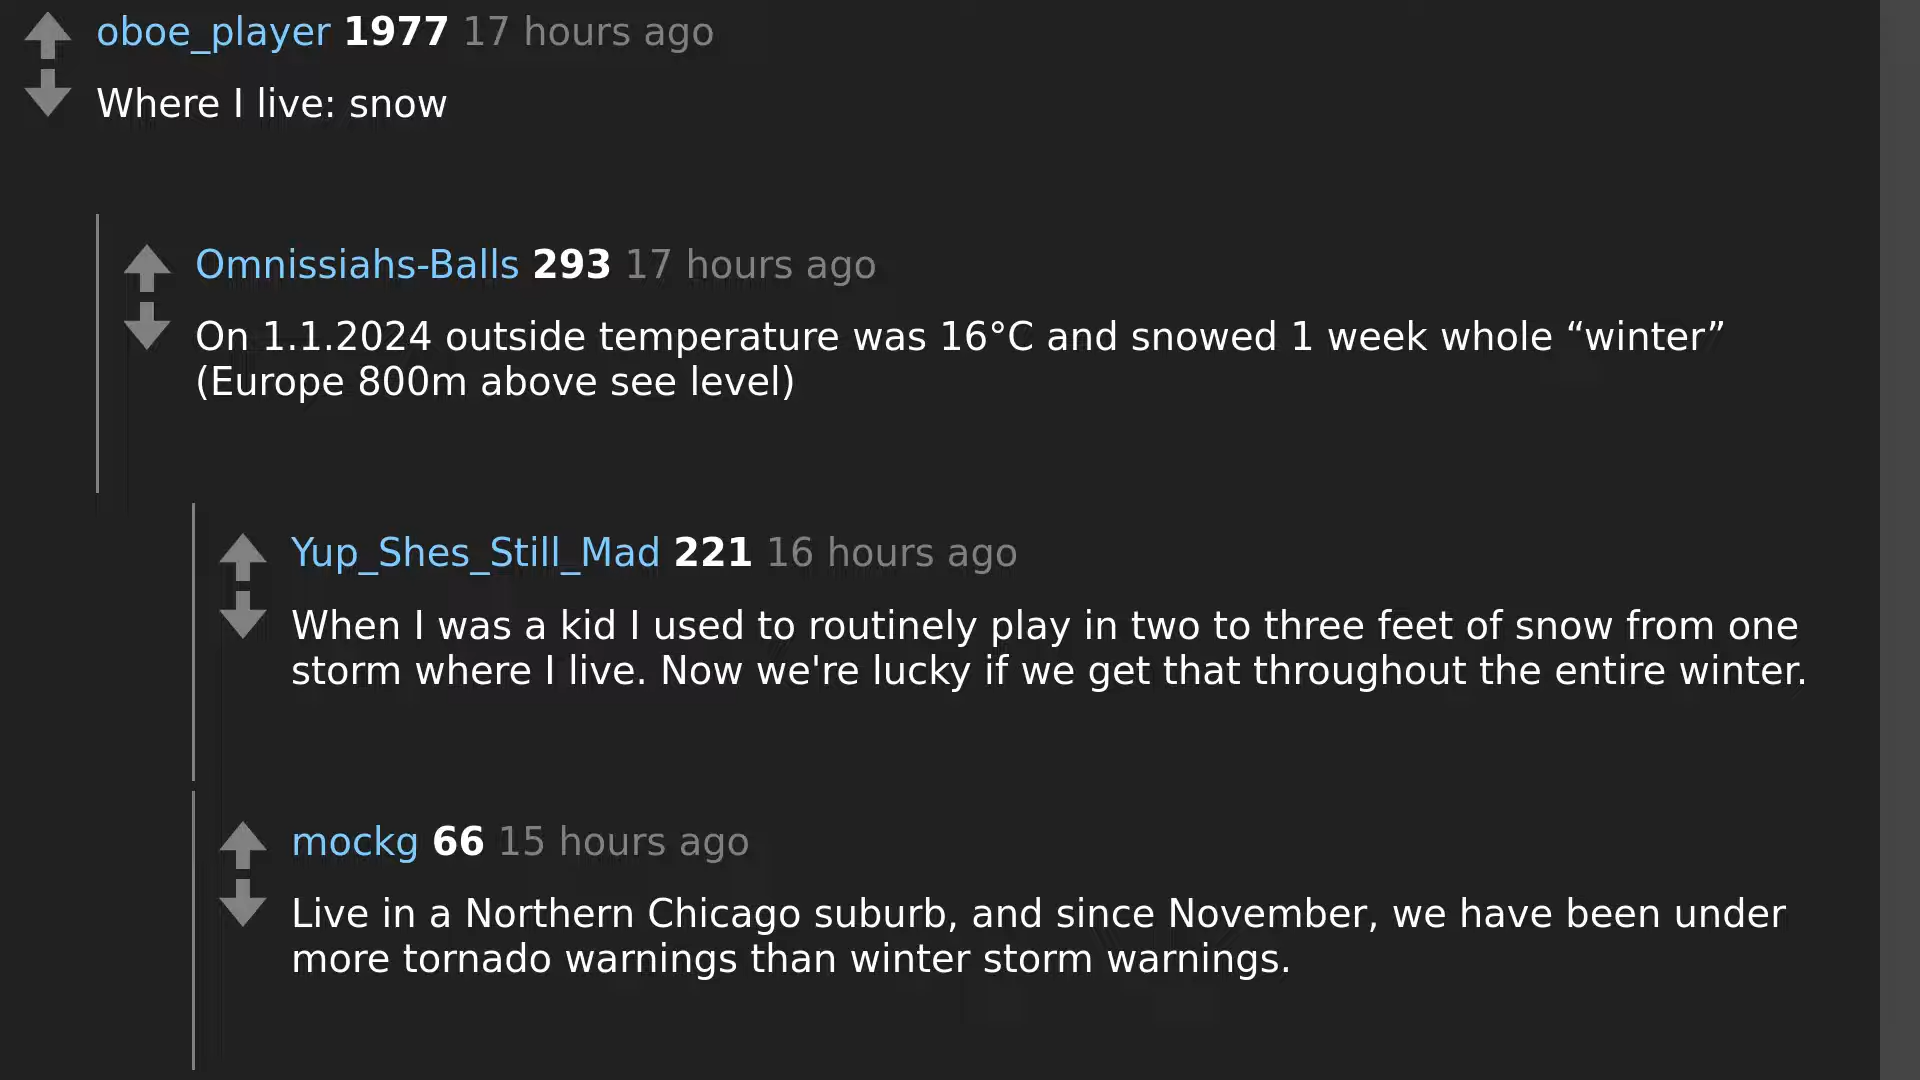 oboe_player 1977 17 hours ago
Where I live: snow
Omnissiahs-Balls 293 17 hours ago
On 1.1.2024 outside temperature was 16°C and snowed 1 week whole “winter”
(Europe 800m above see level)
Yup_Shes_Still_Mad 221 16 hours ago
When I was a kid I used to routinely play in two to three feet of snow from one
storm where I live. Now we're lucky if we get that throughout the entire winter.
mockg 66 15 hours ago
Live in a Northern Chicago suburb, and since November, we have been under
more tornado warnings than winter storm warnings.